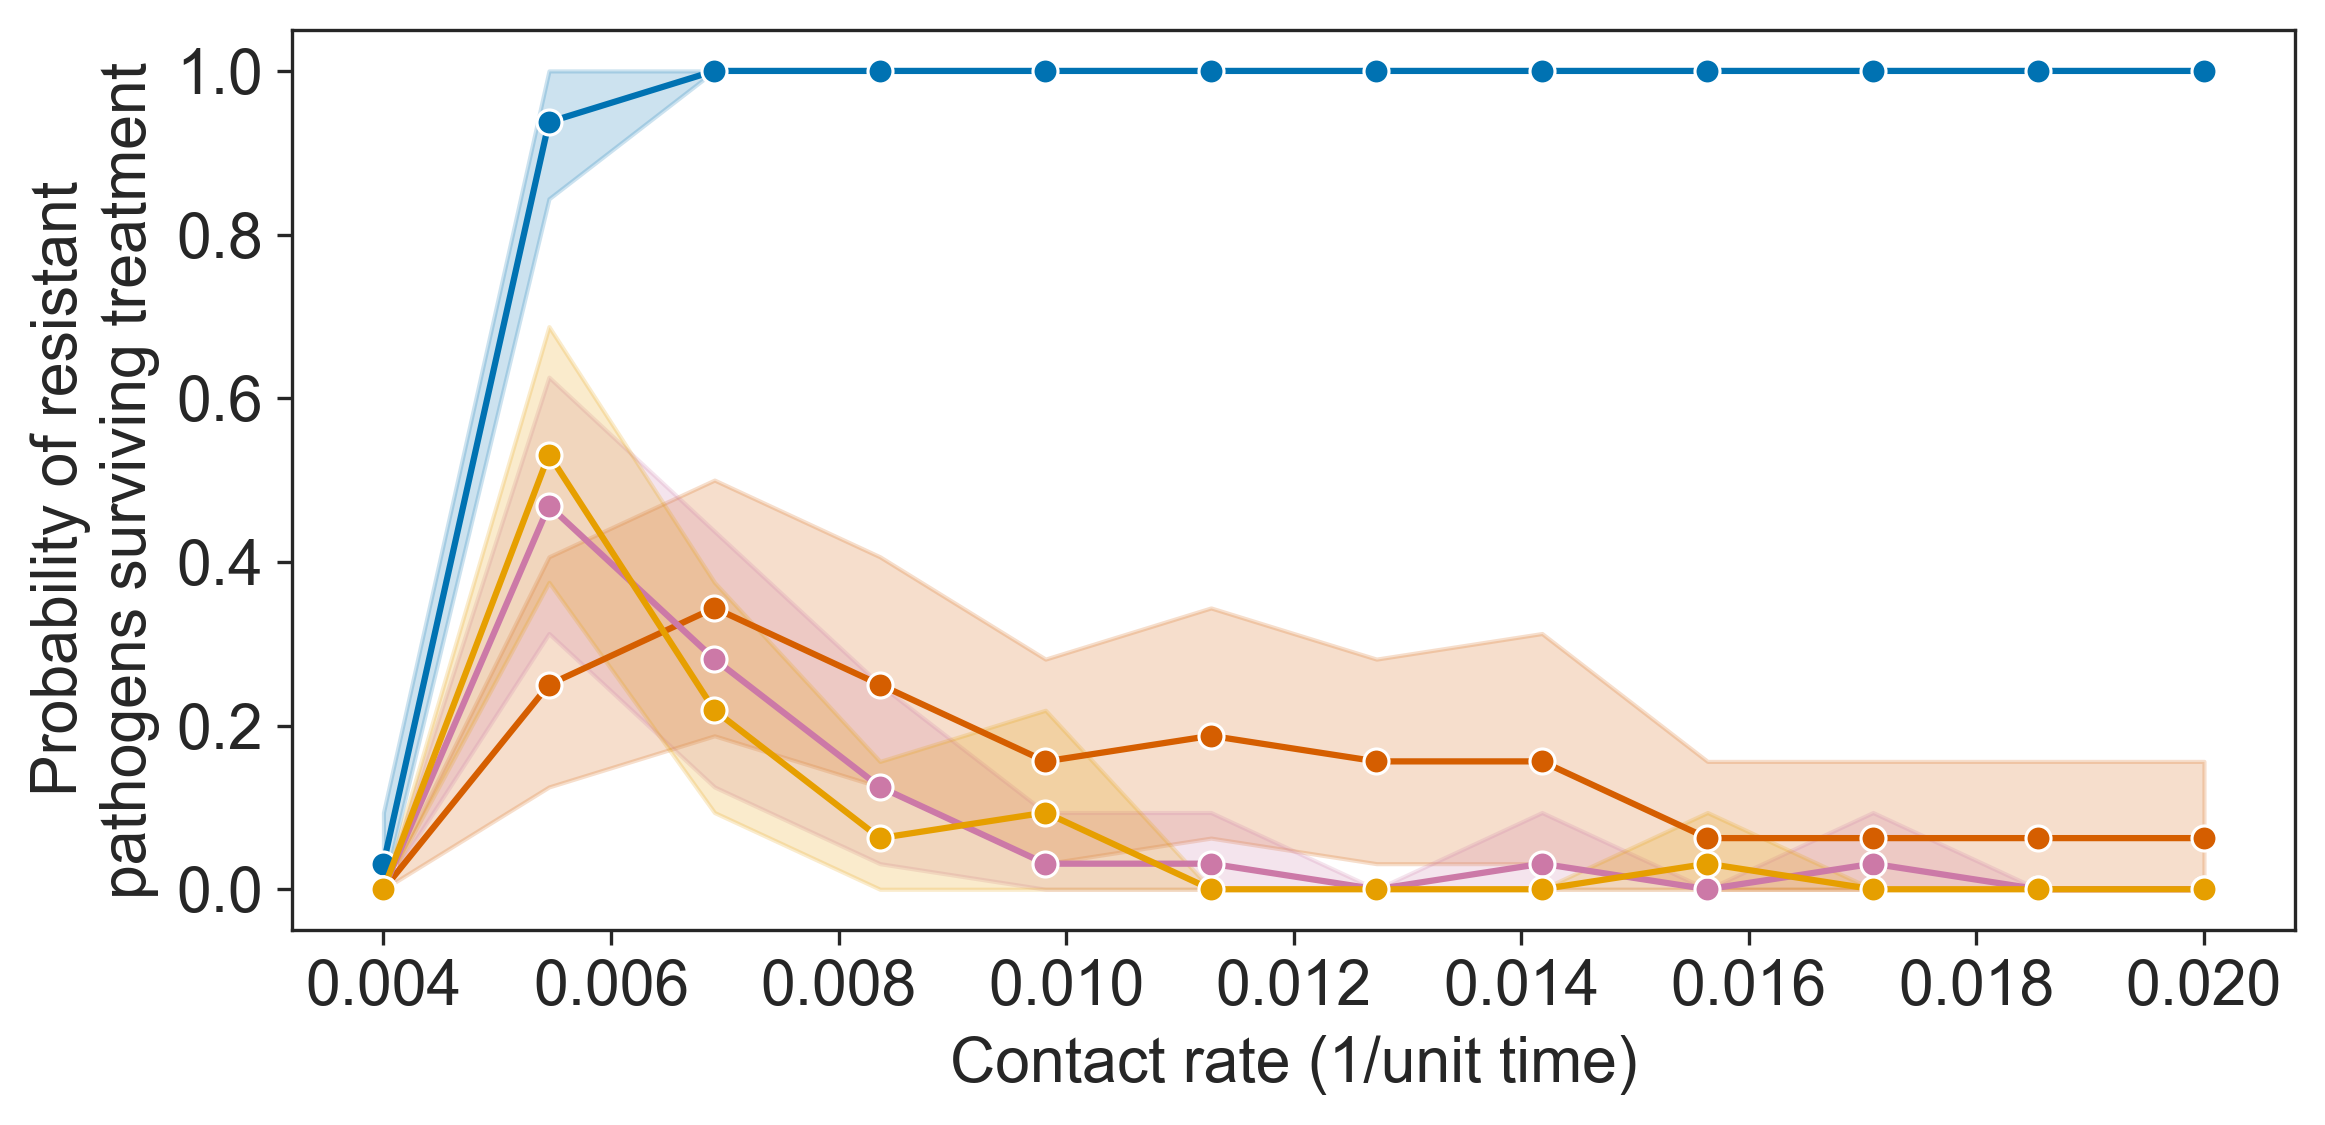 Probability of resistant
pathogens surviving treatment
1.0
0.8
0.6
0.4
0.2
0.0
0.004 0.006 0.008 0.010 0.012 0.014 0.016 0.018 0.020
Contact rate (1/unit time)